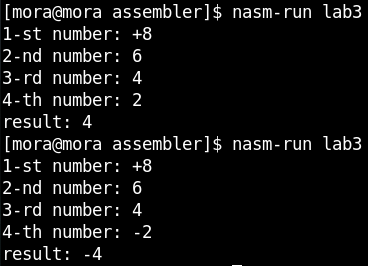 [mora@mora assembler]$ nasm-run lab3
1-st number: +8
2-nd number: 6
3-rd number: 4
4-th number: 2
result: 4
[mora@mora assembler]$ nasm-run lab3
1-st number: +8
2-nd number: 6
3-rd number: 4
4-th number: -2
result: -4